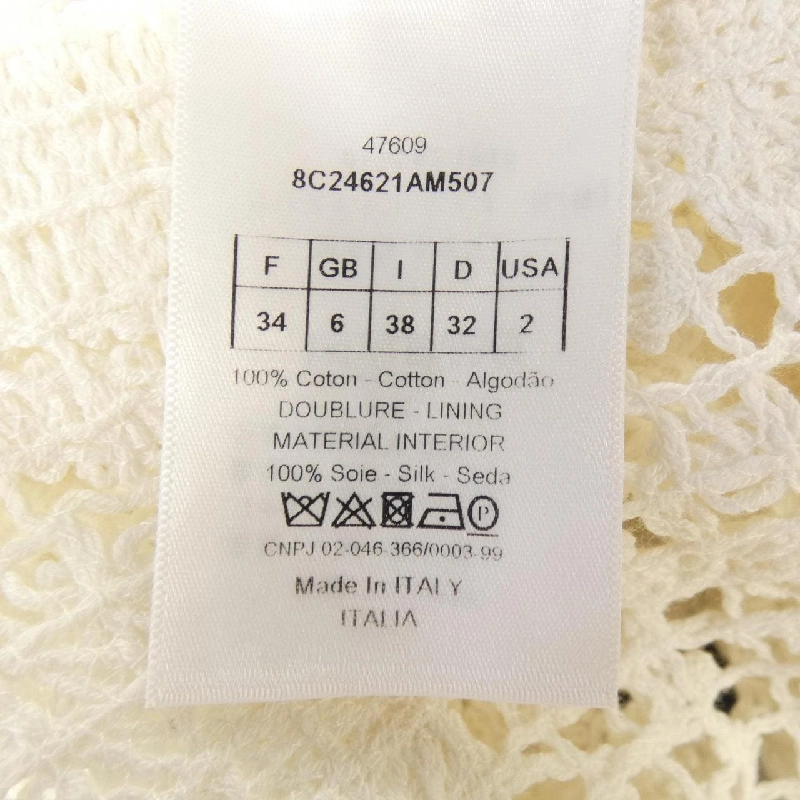 47609
8C24621AM507
F GB I D USA
34 6 38 32 2
100% Coton - Cotton - Algodão
DOUBLURE - LINING
MATERIAL INTERIOR
100% Soie - Silk - Seda
P
CNPJ 02-046-366/0003-99
Made In ITALY
ITALIA